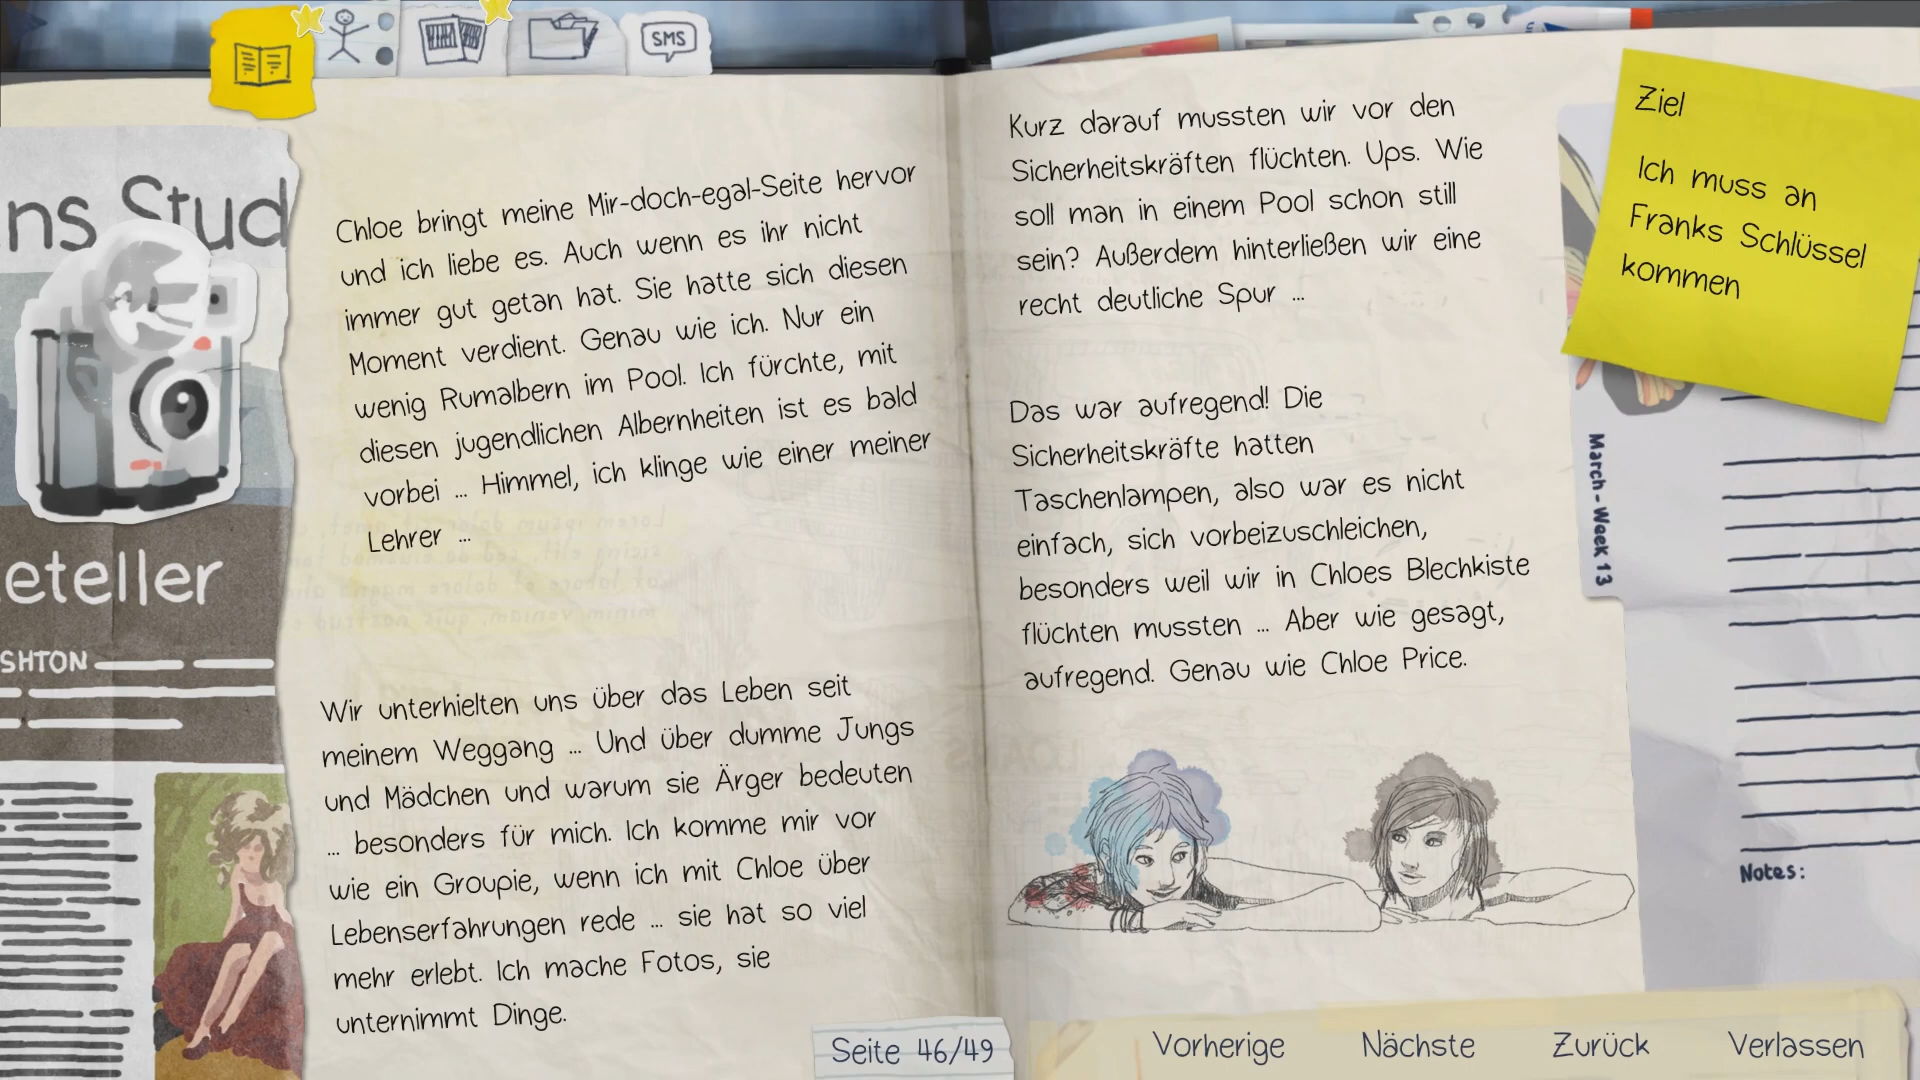 SMS
ns Stud
eteller
SHTON
Chloe bringt meine Mir-doch-egal-Seite hervor
und ich liebe es. Auch wenn es ihr nicht
immer gut getan hat. Sie hatte sich diesen
Moment verdient. Genau wie ich. Nur ein
wenig Rumalbern im Pool. Ich fürchte, mit
diesen jugendlichen Albernheiten ist es bald
vorbei ... Himmel, ich klinge wie einer meiner
Lehrer ...
Wir unterhielten uns über das Leben seit
meinem Weggang ... Und über dumme Jungs
und Mädchen und warum sie Ärger bedeuten
... besonders für mich. Ich komme mir vor
wie ein Groupie, wenn ich mit Chloe über
Lebenserfahrungen rede ... sie hat so viel
mehr erlebt. Ich mache Fotos, sie
unternimmt Dinge.
Kurz darauf mussten wir vor den
Sicherheitskräften flüchten. Ups. Wie
soll man in einem Pool schon still
sein? Außerdem hinterließen wir eine
recht deutliche Spur ...
Das war aufregend! Die
Sicherheitskräfte hatten
Taschenlampen, also war es nicht
einfach, sich vorbeizuschleichen,
besonders weil wir in Chloes Blechkiste
flüchten mussten ... Aber wie gesagt,
aufregend. Genau wie Chloe Price.
Ziel
Ich muss an
Franks Schlüssel
kommen
March - Week 13
Notes:
Seite 46/49
Vorherige
Nächste
Zurück
Verlassen